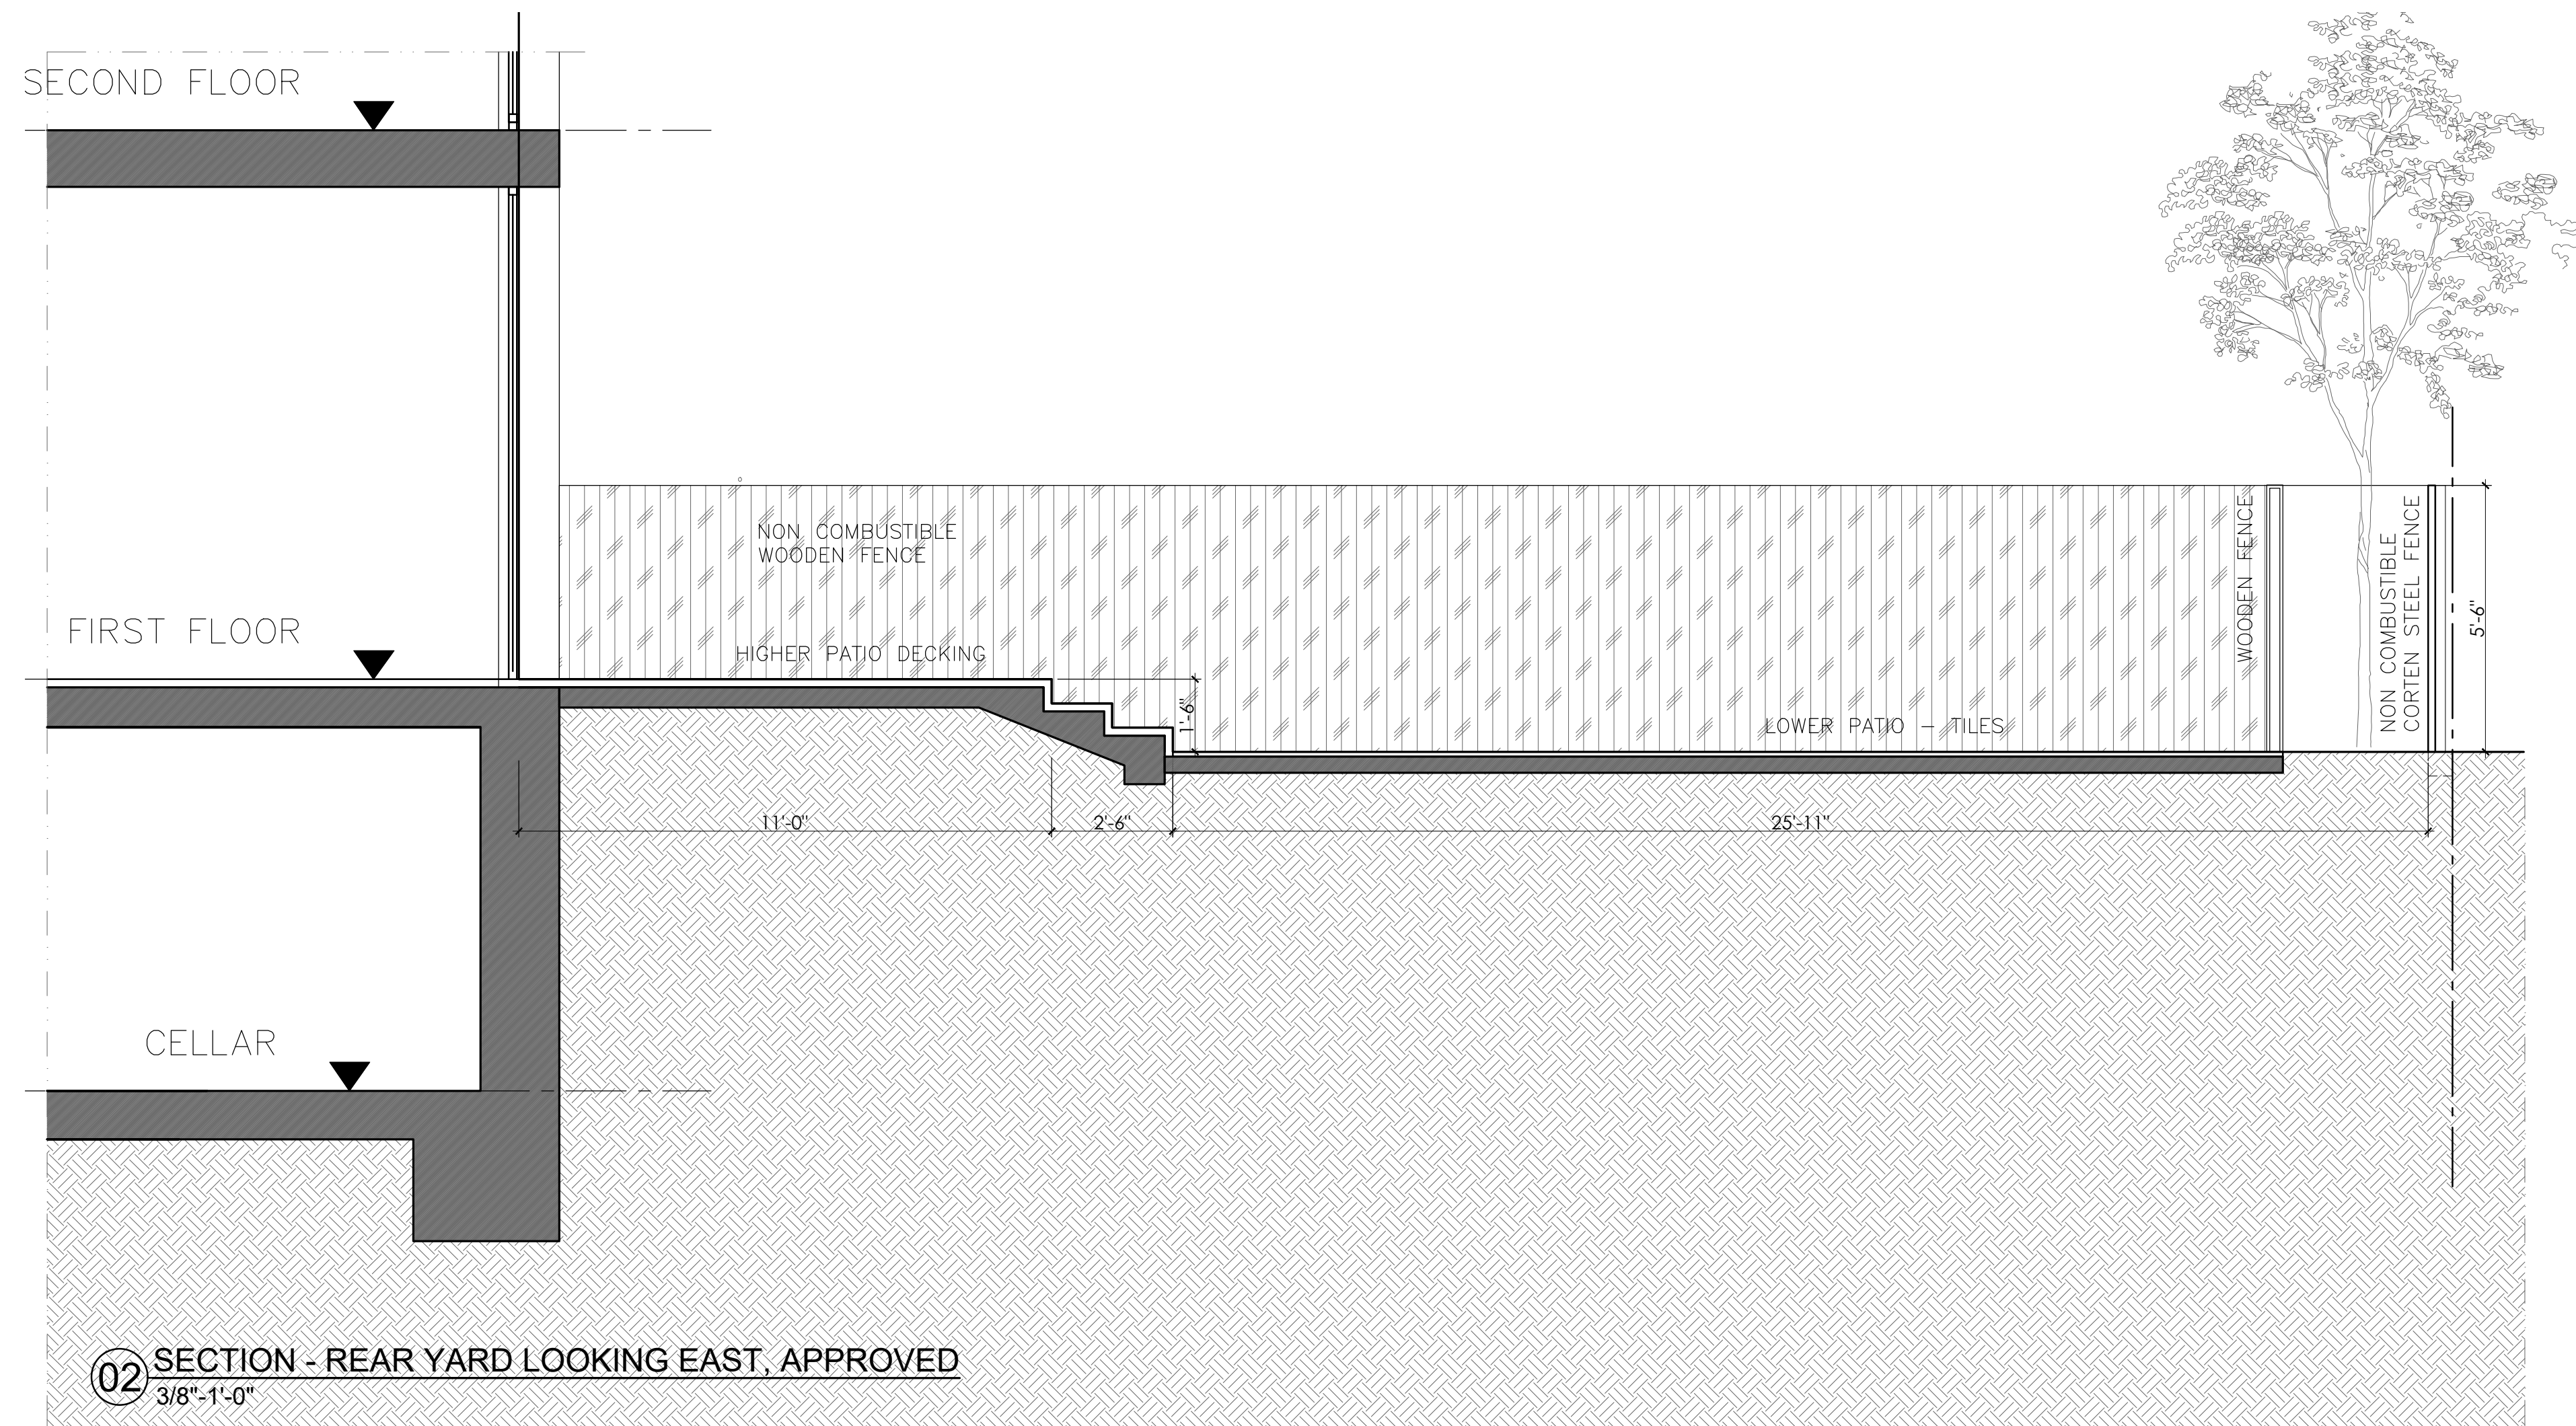 SECOND FLOOR
NON COMBUSTIBLE
WOODEN FENCE
WOODEN FENCE
NON COMBUSTIBLE
CORTEN STEEL FENCE
5'-6"
FIRST FLOOR
HIGHER PATIO DECKING
1'-6"
LOWER PATIO - TILES
11'-0"
2'-6"
25'-11"
CELLAR
02
SECTION - REAR YARD LOOKING EAST, APPROVED
3/8"-1'-0"